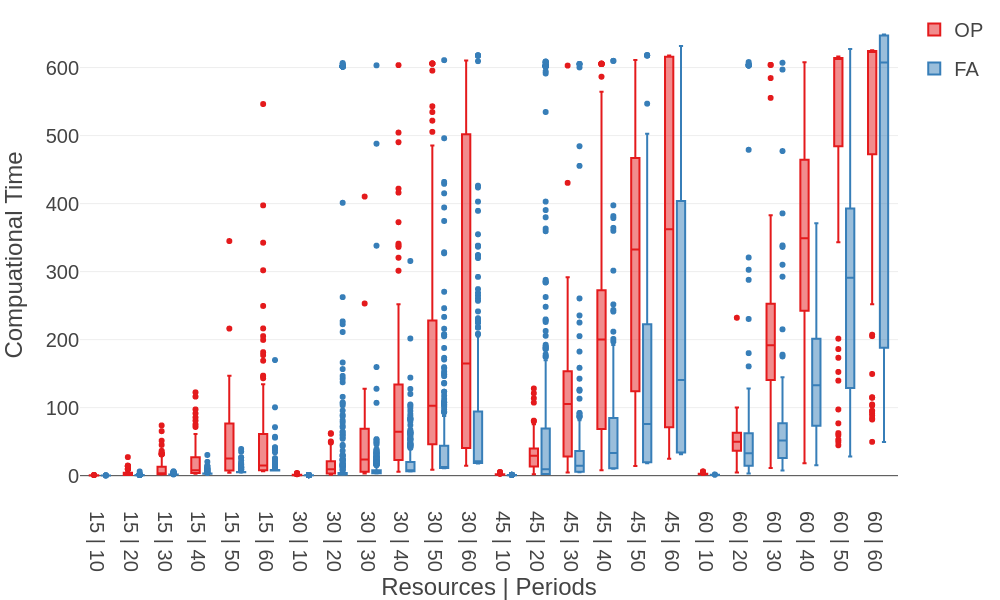 OP
FA
Compuational Time
600
500
400
300
200
100
0
15 | 10
15 | 20
15 | 30
15 | 40
15 | 50
15 | 60
30 | 10
30 | 20
30 | 30
30 | 40
30 | 50
30 | 60
45 | 10
45 | 20
45 | 30
45 | 40
45 | 50
45 | 60
60 | 10
60 | 20
60 | 30
60 | 40
60 | 50
60 | 60
Resources | Periods